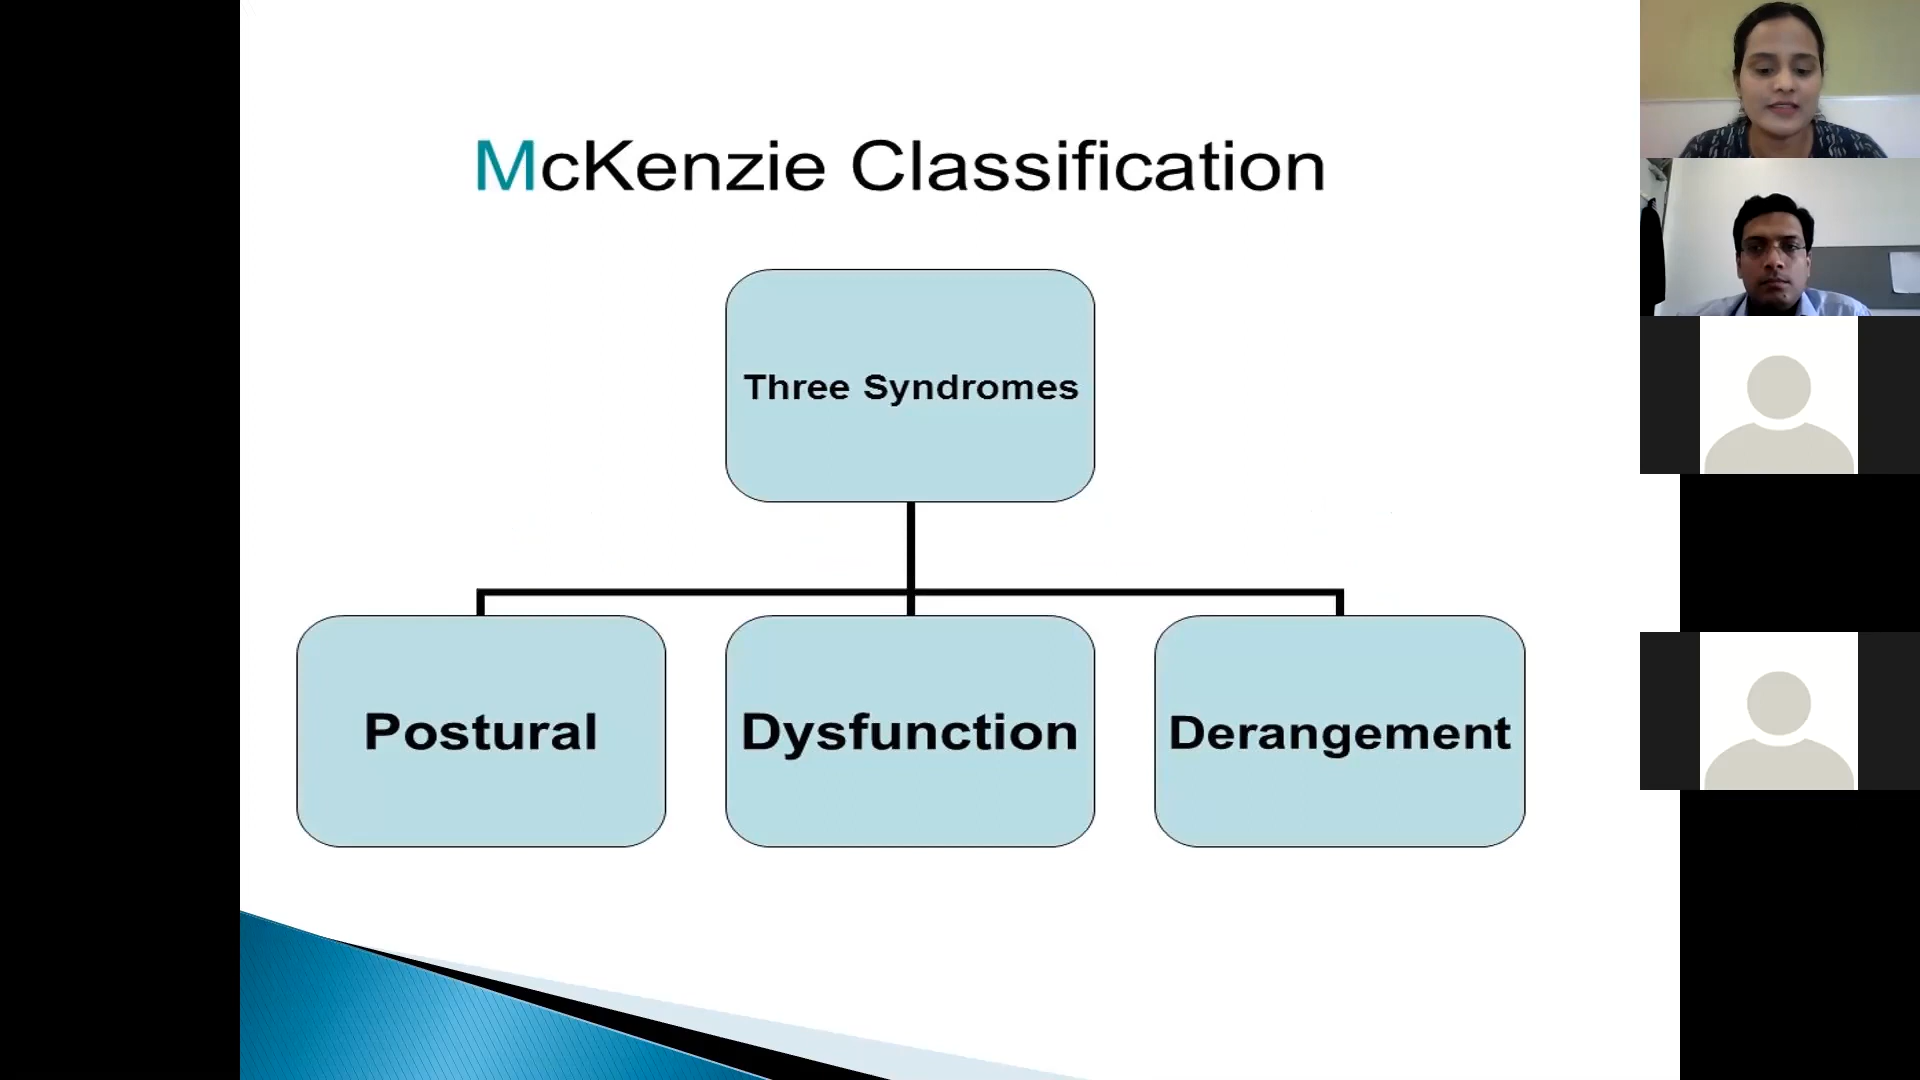 McKenzie Classification
Three Syndromes
Postural
Dysfunction
Derangement